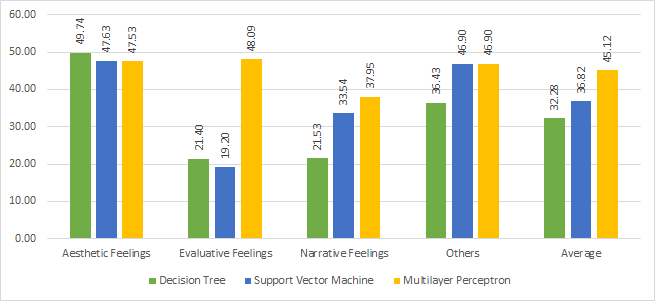 60.00
50.00
40.00
30.00
20.00
10.00
0.00
49.74
47.63
47.53
21.40
19.20
48.09
21.53
33.54
37.95
36.43
46.90
46.90
32.28
36.82
45.12
Aesthetic Feelings
Evaluative Feelings
Narrative Feelings
Others
Average
Decision Tree
Support Vector Machine
Multilayer Perceptron